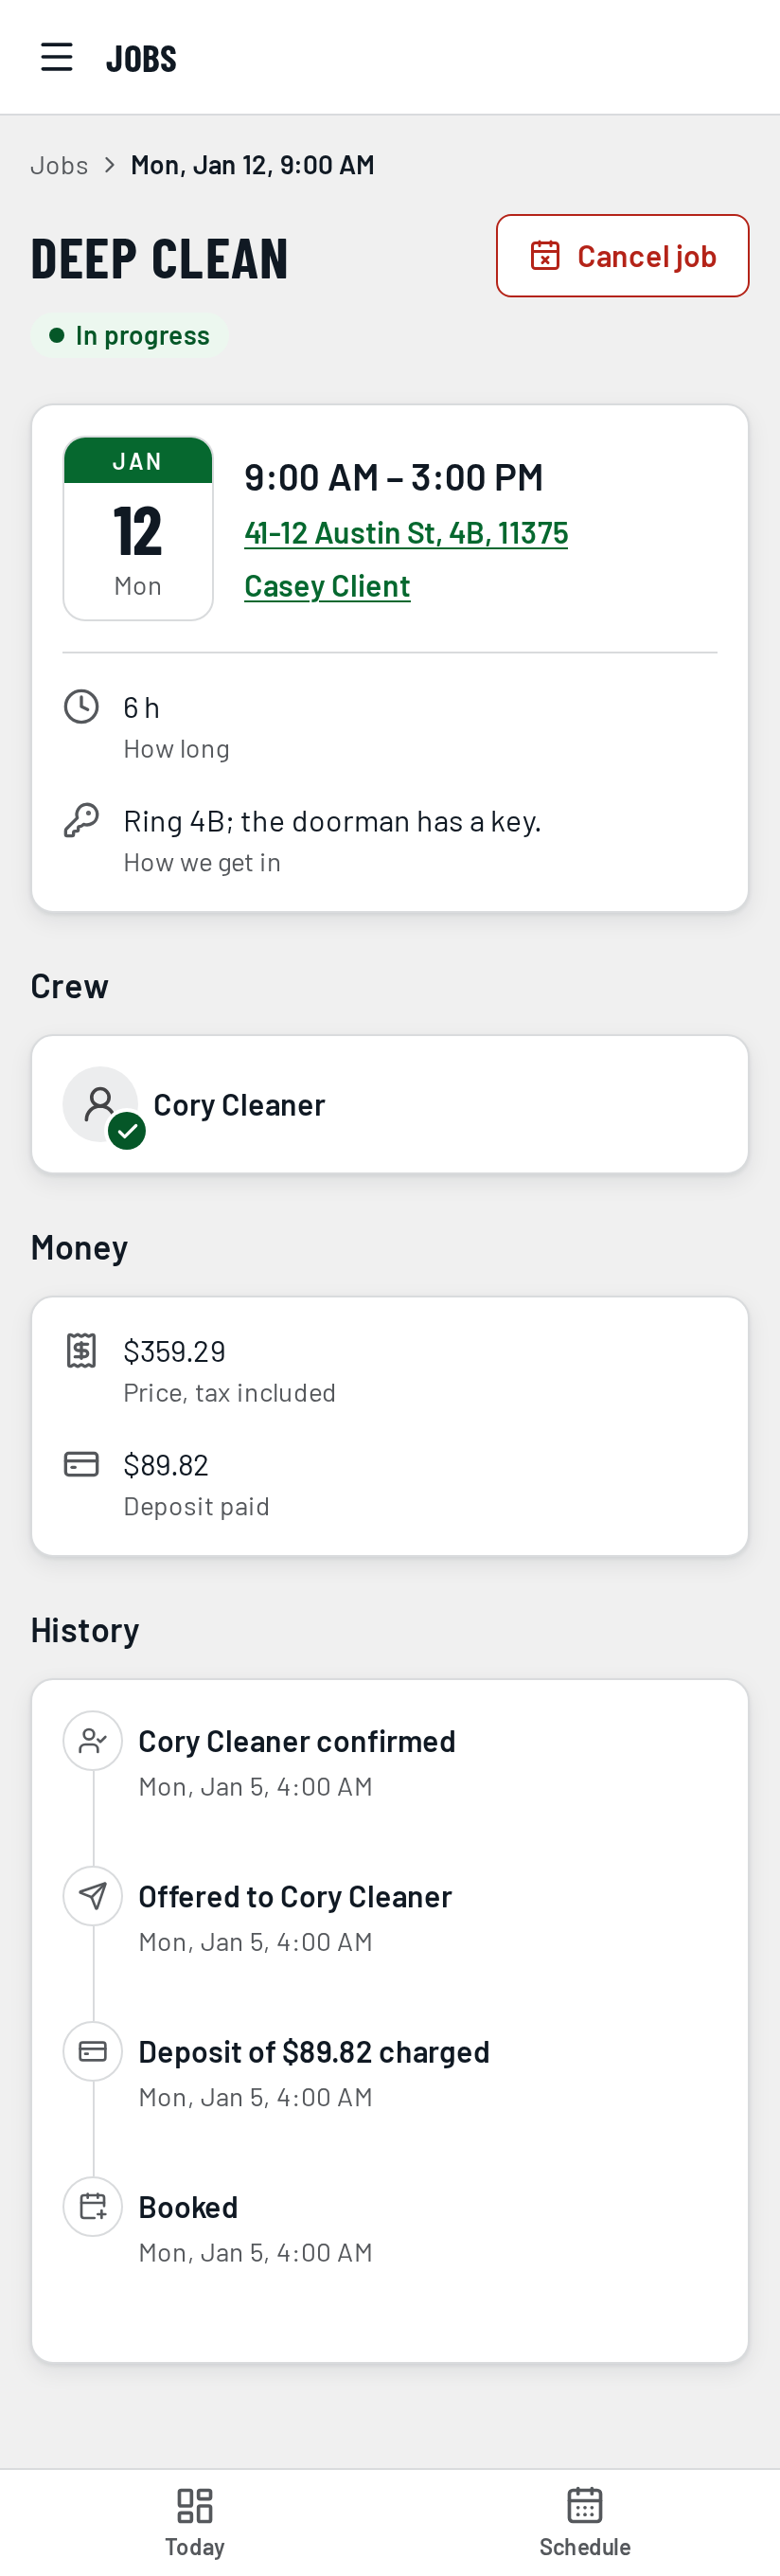 JOBS
Jobs > Mon, Jan 12, 9:00 AM
DEEP CLEAN
Cancel job
In progress
JAN
12
Mon
9:00 AM – 3:00 PM
41-12 Austin St, 4B, 11375
Casey Client
6 h
How long
Ring 4B; the doorman has a key.
How we get in
Crew
Cory Cleaner
Money
$359.29
Price, tax included
$89.82
Deposit paid
History
Cory Cleaner confirmed
Mon, Jan 5, 4:00 AM
Offered to Cory Cleaner
Mon, Jan 5, 4:00 AM
Deposit of $89.82 charged
Mon, Jan 5, 4:00 AM
Booked
Mon, Jan 5, 4:00 AM
Today
Schedule